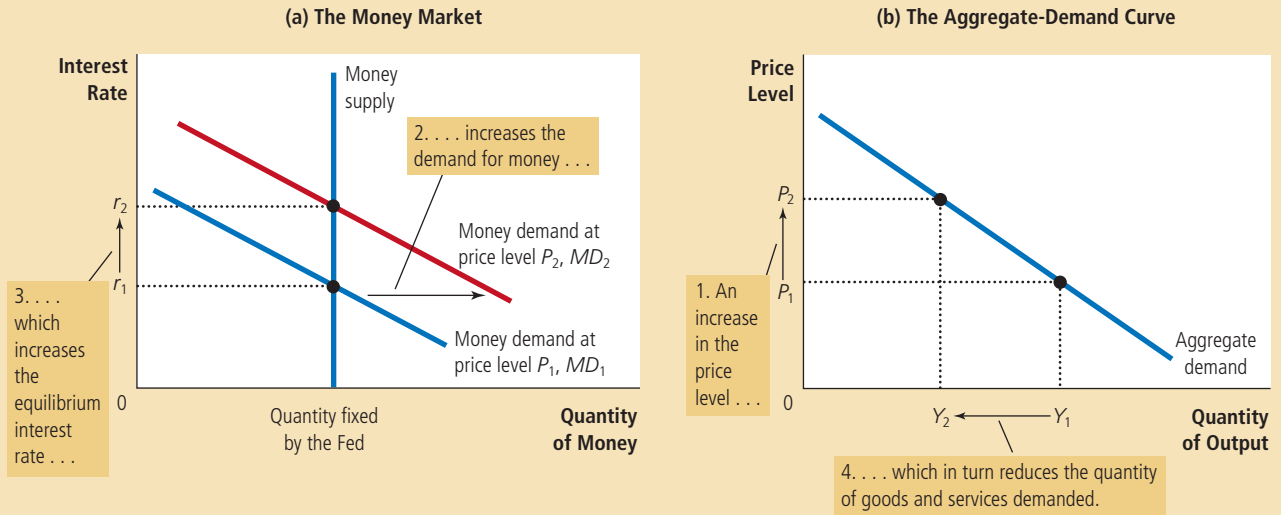 (a) The Money Market
Interest
Rate
Money
supply
2. . . . increases the
demand for money . . .
r2
r1
Money demand at
price level P2, MD2
Money demand at
price level P1, MD1
3. . . .
which
increases
the
equilibrium
interest
rate . . .
0
Quantity fixed
by the Fed
Quantity
of Money
(b) The Aggregate-Demand Curve
Price
Level
P2
P1
1. An
increase
in the
price
level . . .
Aggregate
demand
0
Y2
Y1
Quantity
of Output
4. . . . which in turn reduces the quantity
of goods and services demanded.